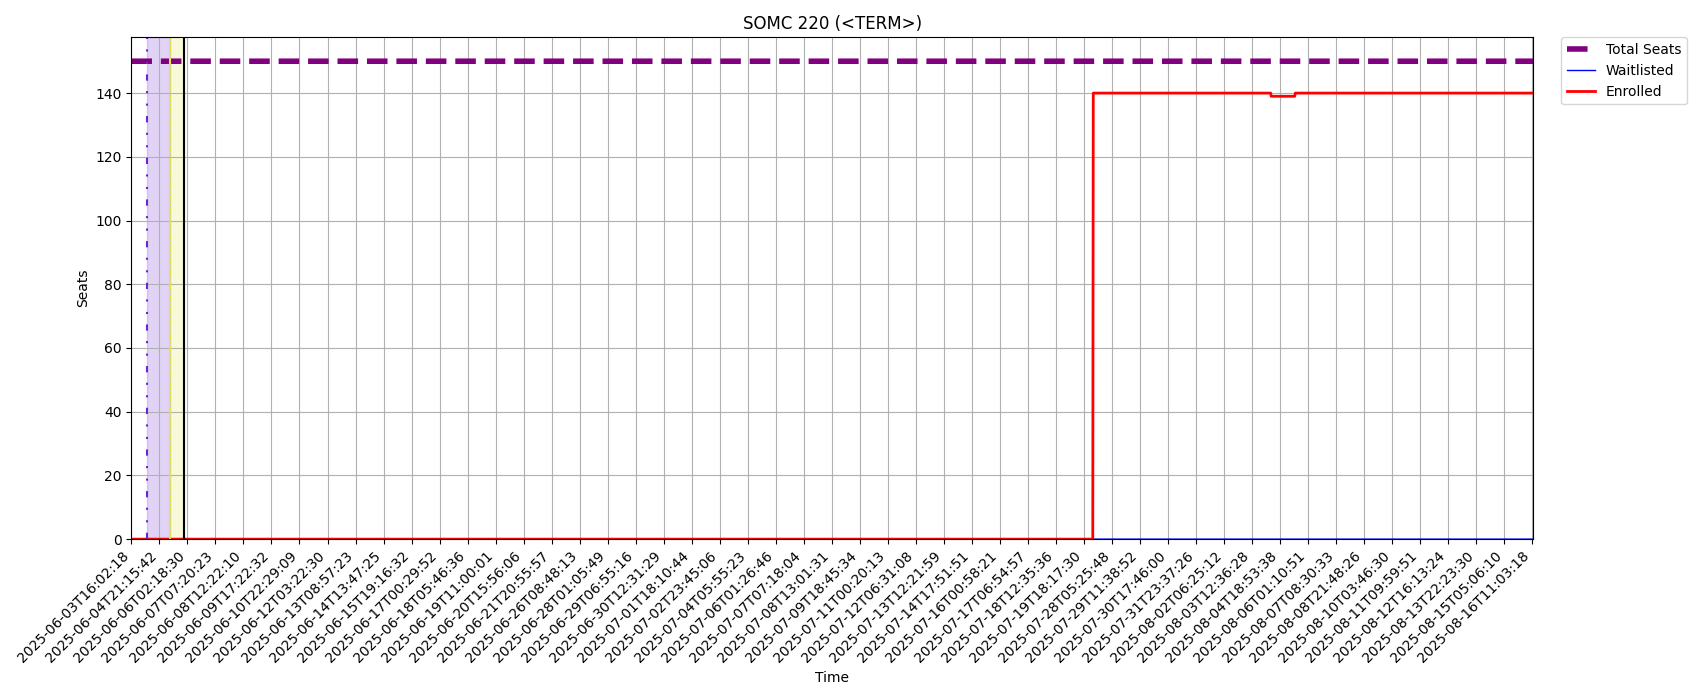 SOMC 220 (<TERM>)
Total Seats
Waitlisted
Enrolled
Seats
140
120
100
80
60
40
20
0
2025-06-03T16:02:18
2025-06-04T21:15:42
2025-06-06T02:18:30
2025-06-07T07:20:23
2025-06-08T12:22:10
2025-06-09T17:22:32
2025-06-10T22:29:09
2025-06-12T03:22:30
2025-06-13T08:57:23
2025-06-14T13:47:25
2025-06-15T19:16:32
2025-06-17T00:29:52
2025-06-18T05:46:36
2025-06-19T11:00:01
2025-06-20T15:56:06
2025-06-21T20:55:57
2025-06-26T08:48:13
2025-06-28T01:05:49
2025-06-29T06:55:16
2025-06-30T12:31:29
2025-07-01T18:10:44
2025-07-02T23:45:06
2025-07-04T05:55:23
2025-07-06T01:26:46
2025-07-07T07:18:04
2025-07-08T13:01:31
2025-07-09T18:45:34
2025-07-11T00:20:13
2025-07-12T06:31:08
2025-07-13T12:21:59
2025-07-14T17:51:51
2025-07-16T00:58:21
2025-07-17T06:54:57
2025-07-18T12:35:36
2025-07-19T18:17:30
2025-07-28T05:25:48
2025-07-29T11:38:52
2025-07-30T17:46:00
2025-07-31T23:37:26
2025-08-02T06:25:12
2025-08-03T12:36:28
2025-08-04T18:53:38
2025-08-06T01:10:51
2025-08-07T08:30:33
2025-08-08T21:48:26
2025-08-10T03:46:30
2025-08-11T09:59:51
2025-08-12T16:13:24
2025-08-13T22:23:30
2025-08-15T05:06:10
2025-08-16T11:03:18
Time